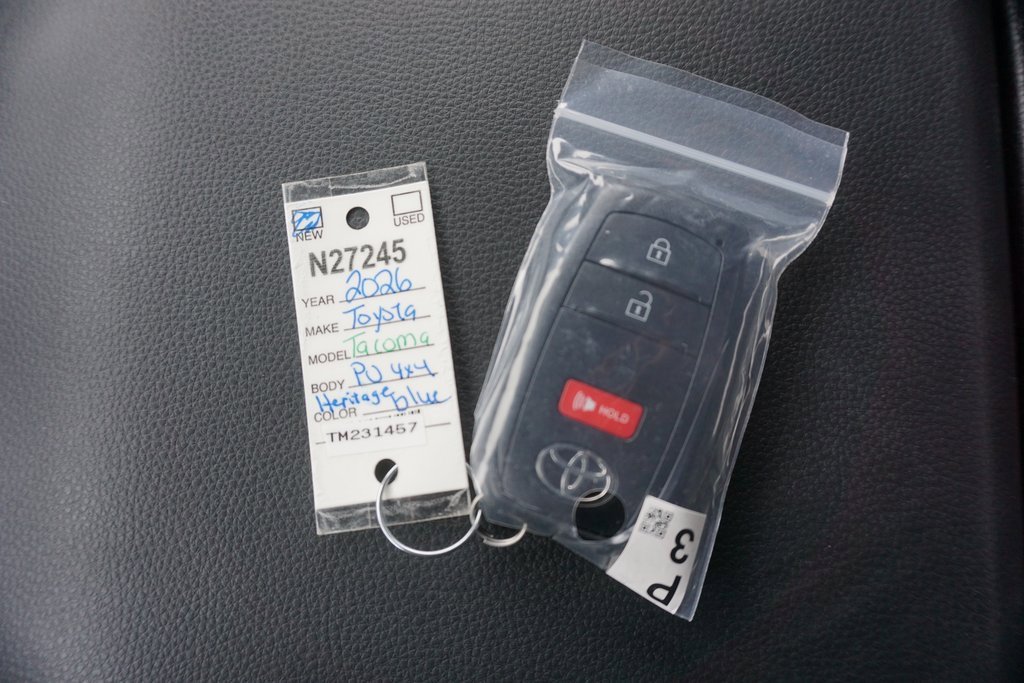 NEW
USED
N27245
YEAR 2026
MAKE Toyota
MODEL Tacoma
BODY PU 4x4
Heritage blue
COLOR
TM231457
HOLD
3
P